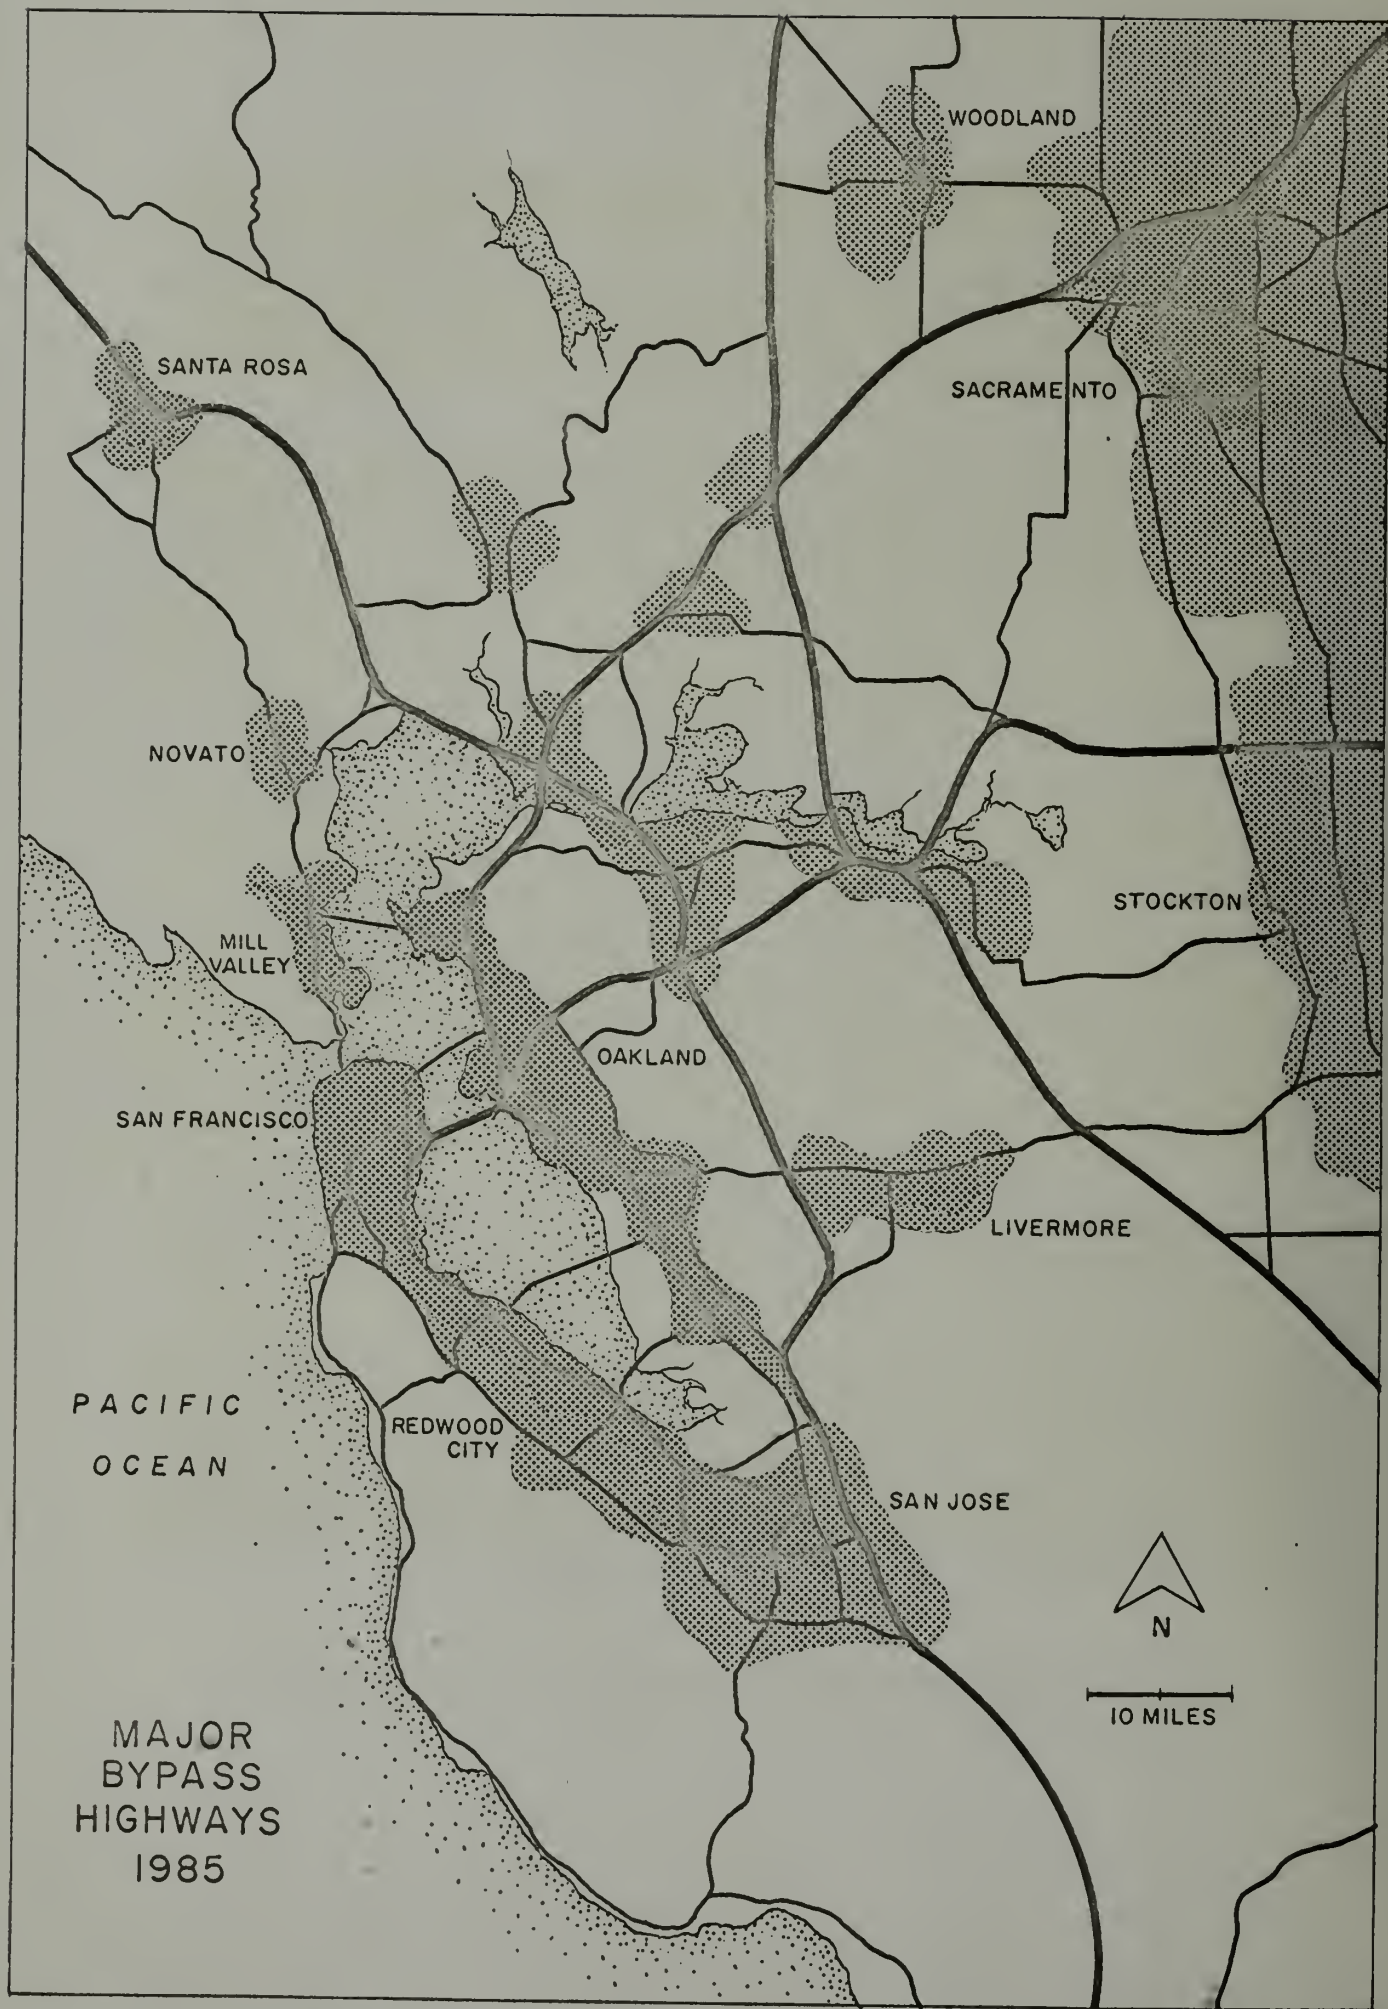 WOODLAND
SANTA ROSA
SACRAMENTO
NOVATO
STOCKTON
MILL
VALLEY
OAKLAND
SAN FRANCISCO
LIVERMORE
PACIFIC
OCEAN
REDWOOD
CITY
SAN JOSE
N
10 MILES
MAJOR
BYPASS
HIGHWAYS
1985